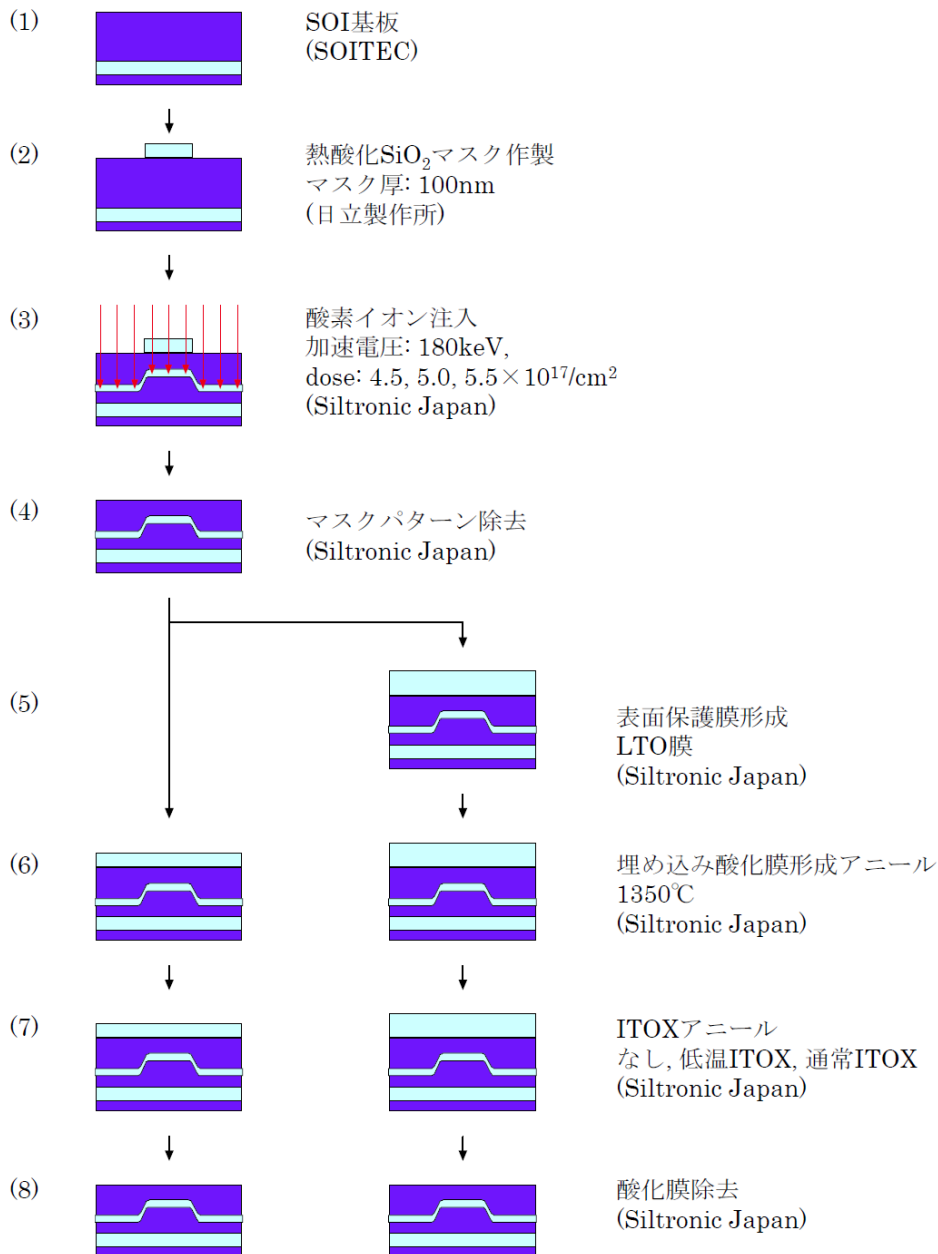 (1)
SOI基板
(SOITEC)
(2)
熱酸化SiO₂マスク作製
マスク厚: 100nm
(日立製作所)
(3)
酸素イオン注入
加速電圧: 180keV,
dose: 4.5, 5.0, 5.5×10¹⁷/cm²
(Siltronic Japan)
(4)
マスクパターン除去
(Siltronic Japan)
(5)
表面保護膜形成
LTO膜
(Siltronic Japan)
(6)
埋め込み酸化膜形成アニール
1350℃
(Siltronic Japan)
(7)
ITOXアニール
なし, 低温ITOX, 通常ITOX
(Siltronic Japan)
(8)
酸化膜除去
(Siltronic Japan)